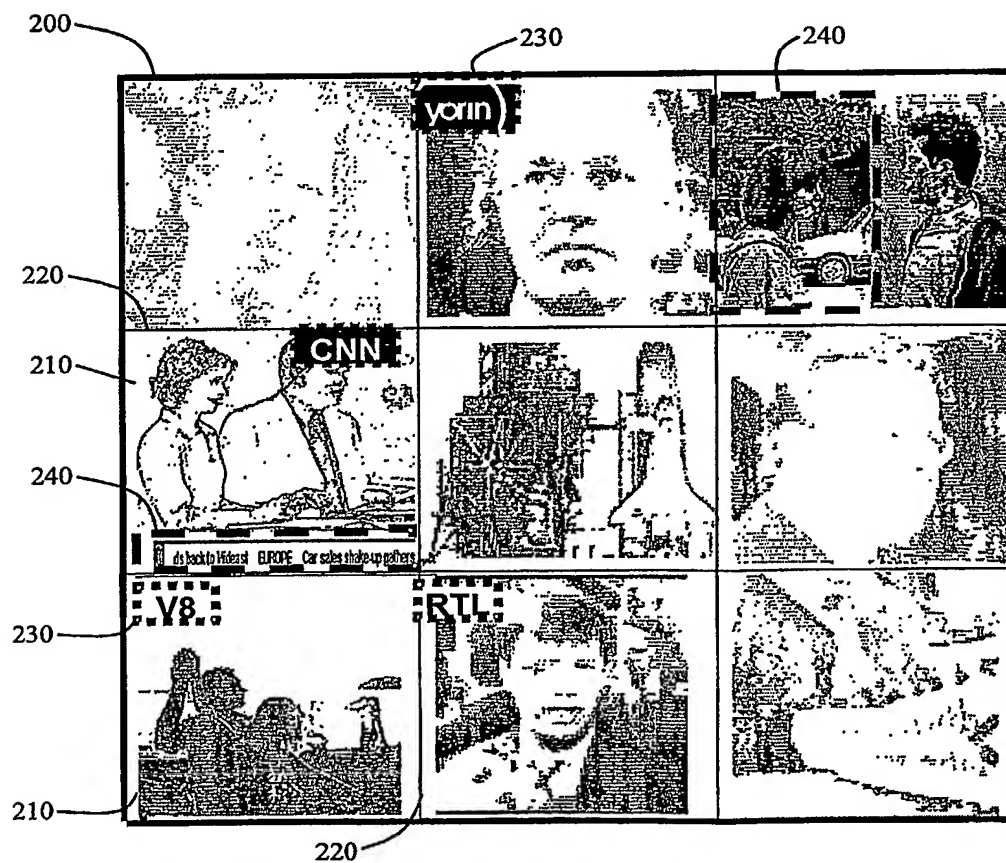 200
230
240
yorin
220
210
CNN
240
ds back to Mideast EUROPE Car sales shake-up gathers
V8
RTL
230
210
220